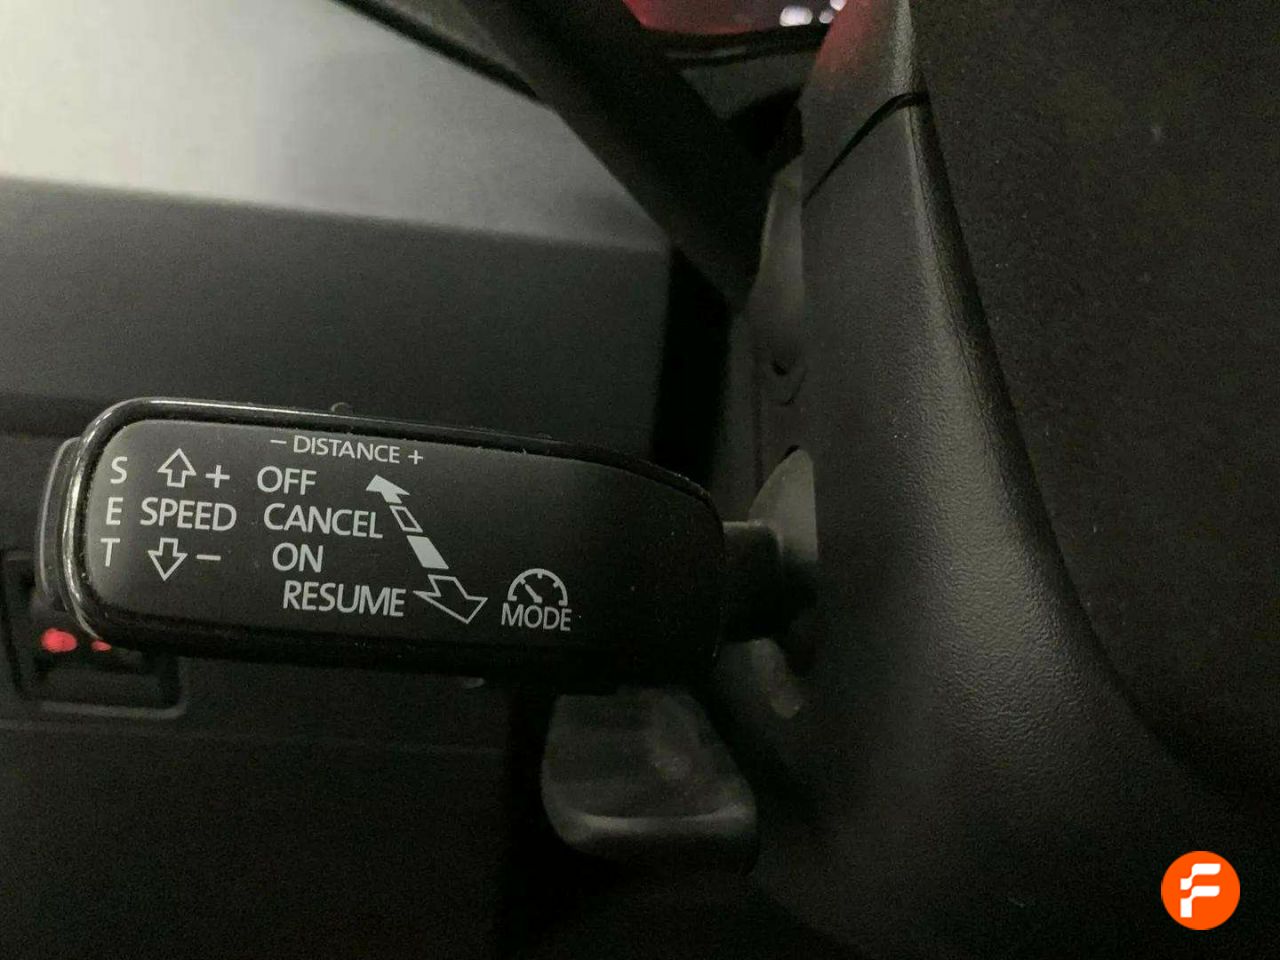 − DISTANCE +
S + OFF
E SPEED CANCEL
T − ON
RESUME
MODE